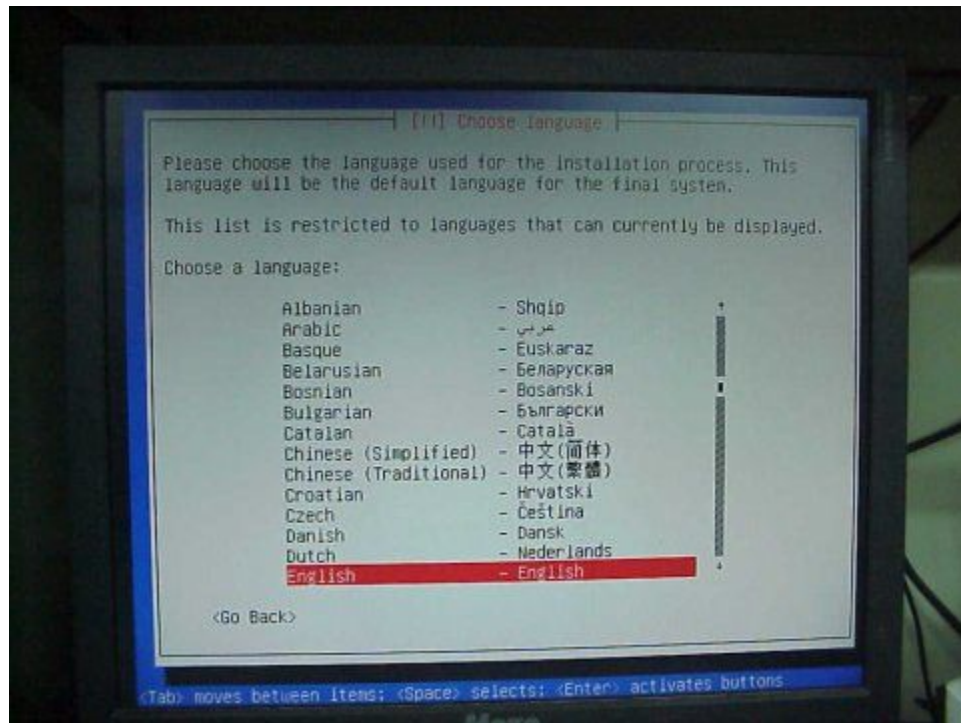 [!!] Choose language
Please choose the language used for the installation process. This
language will be the default language for the final system.
This list is restricted to languages that can currently be displayed.
Choose a language:
Albanian - Shqip
Arabic - عربي
Basque - Euskaraz
Belarusian - Беларуская
Bosnian - Bosanski
Bulgarian - Български
Catalan - Català
Chinese (Simplified) - 中文(简体)
Chinese (Traditional) - 中文(繁體)
Croatian - Hrvatski
Czech - Čeština
Danish - Dansk
Dutch - Nederlands
English - English
<Go Back>
<Tab> moves between items; <Space> selects; <Enter> activates buttons